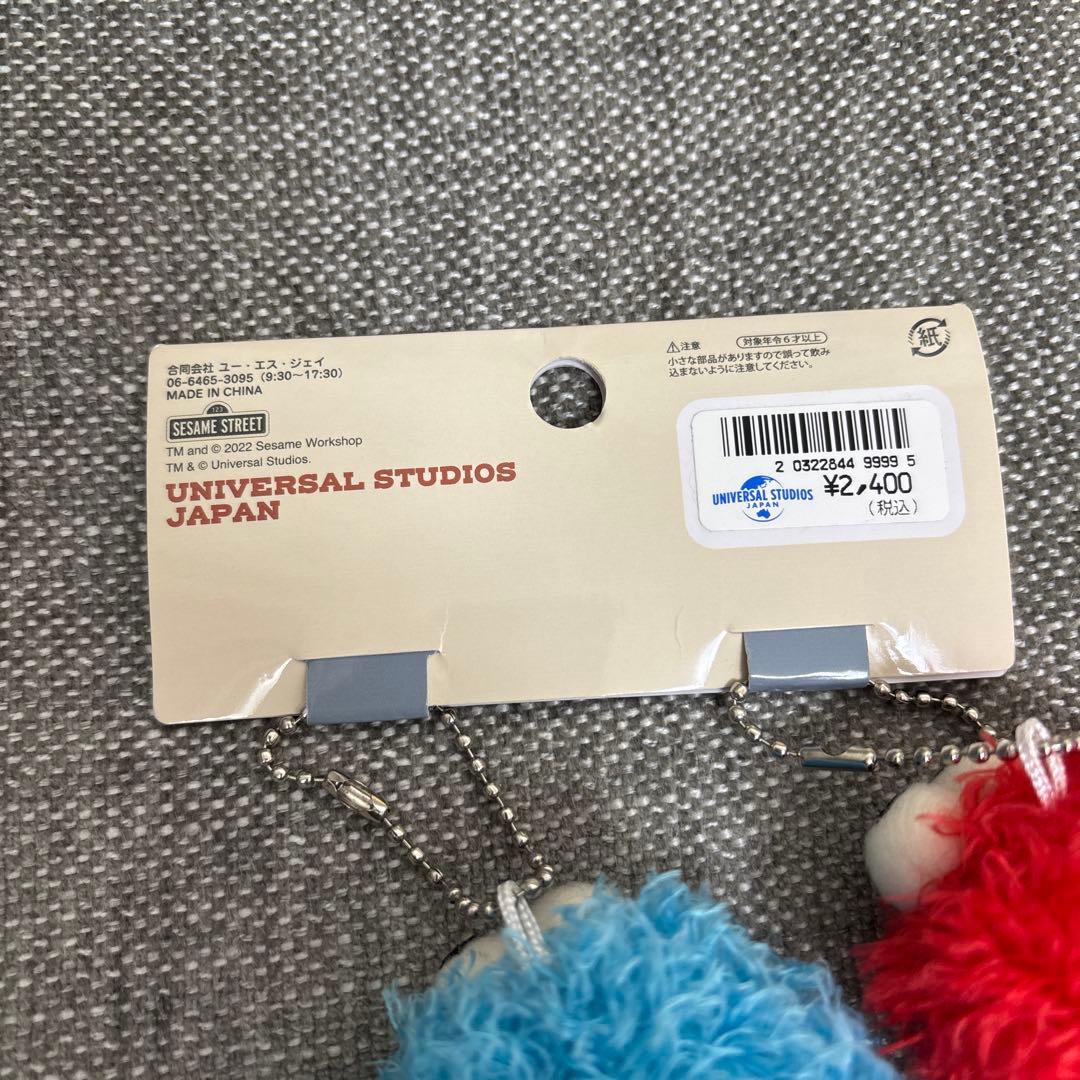 合同会社 ユー・エス・ジェイ
06-6465-3095（9:30〜17:30）
MADE IN CHINA
123
SESAME STREET
TM and © 2022 Sesame Workshop
TM & © Universal Studios.
UNIVERSAL STUDIOS
JAPAN
⚠注意 対象年令6才以上
小さな部品がありますので誤って飲み
込まないように注意してください。
紙
2 0322844 9999 5
UNIVERSAL STUDIOS
JAPAN
¥2,400
(税込)